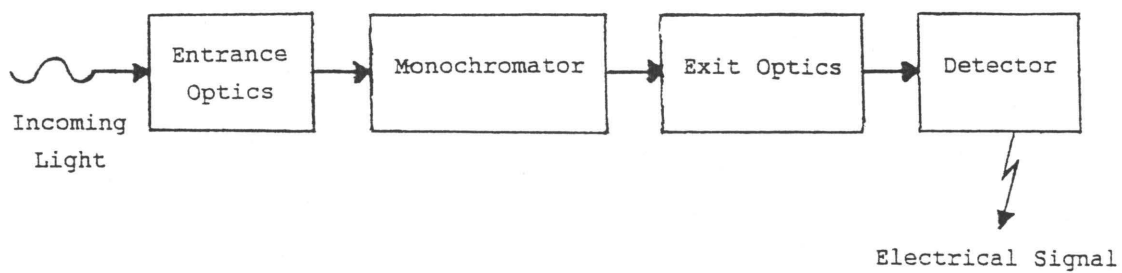 Entrance
Optics
Monochromator
Exit Optics
Detector
Incoming
Light
Electrical Signal